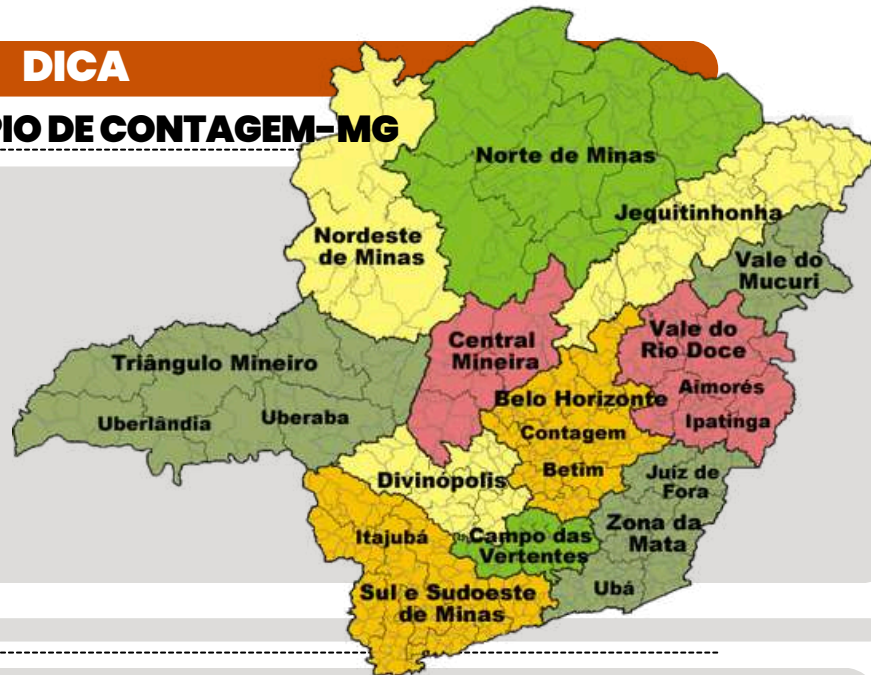 DICA
PIO DE CONTAGEM-MG
Norte de Minas
Jequitinhonha
Nordeste
de Minas
Vale do
Mucuri
Central
Mineira
Vale do
Rio Doce
Triângulo Mineiro
Aimorés
Belo Horizonte
Uberlândia
Uberaba
Ipatinga
Contagem
Betim
Juíz de
Fora
Divinópolis
Zona da
Mata
Itajubá
Campo das
Vertentes
Ubá
Sul e Sudoeste
de Minas